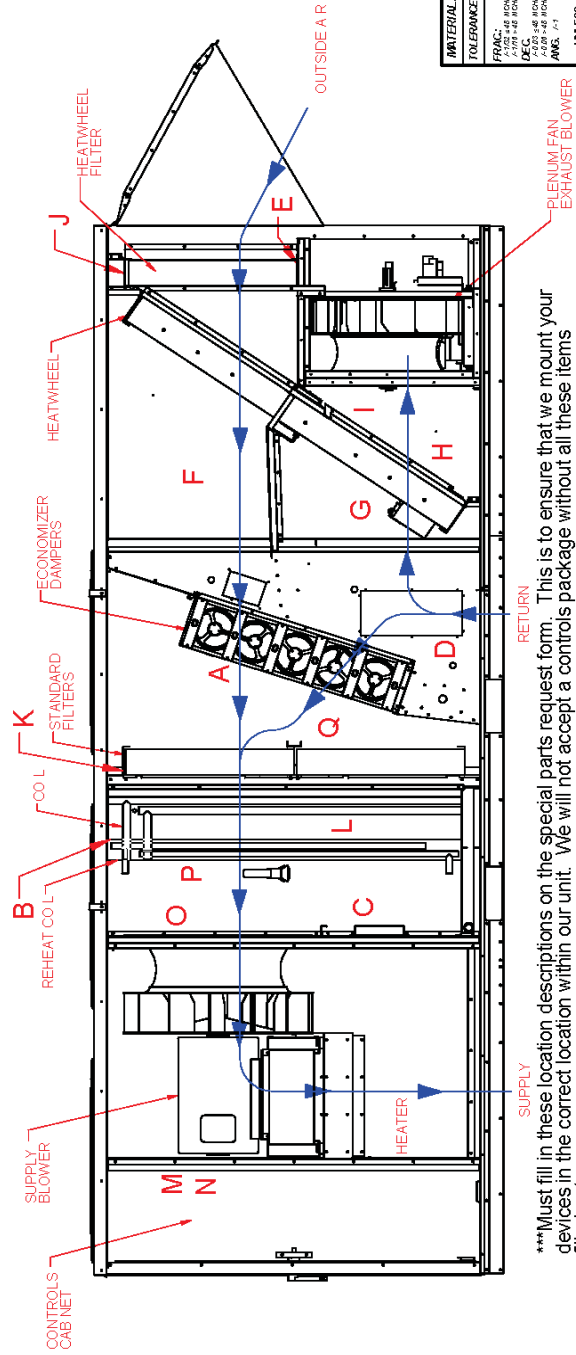 OUTSIDE A R
HEATWHEEL
FILTER
J
E
HEATWHEEL
PLENUM FAN
EXHAUST BLOWER
F
I
H
G
ECONOMIZER
DAMPERS
A
D
RETURN
Q
K
STANDARD
FILTERS
CO L
B
REHEAT CO L
L
P
O
C
SUPPLY
BLOWER
HEATER
SUPPLY
M
N
CONTROLS
CAB NET
***Must fill in these location descriptions on the special parts request form. This is to ensure that we mount your
devices in the correct location within our unit. We will not accept a controls package without all these items
MATERIAL
TOLERANCE
FRAC:
DEC.
ANG.